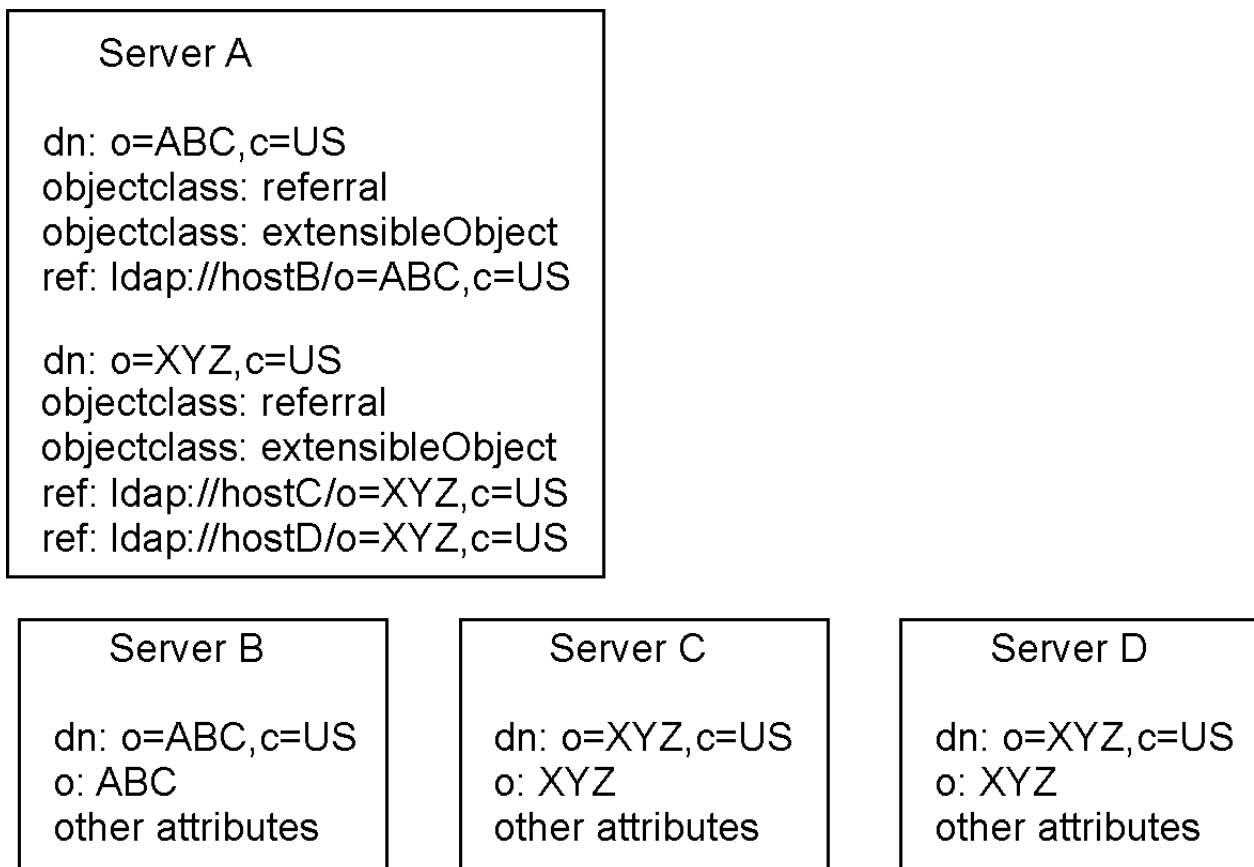 Server A
dn: o=ABC,c=US
objectclass: referral
objectclass: extensibleObject
ref: ldap://hostB/o=ABC,c=US
dn: o=XYZ,c=US
objectclass: referral
objectclass: extensibleObject
ref: ldap://hostC/o=XYZ,c=US
ref: ldap://hostD/o=XYZ,c=US
Server B
dn: o=ABC,c=US
o: ABC
other attributes
Server C
dn: o=XYZ,c=US
o: XYZ
other attributes
Server D
dn: o=XYZ,c=US
o: XYZ
other attributes